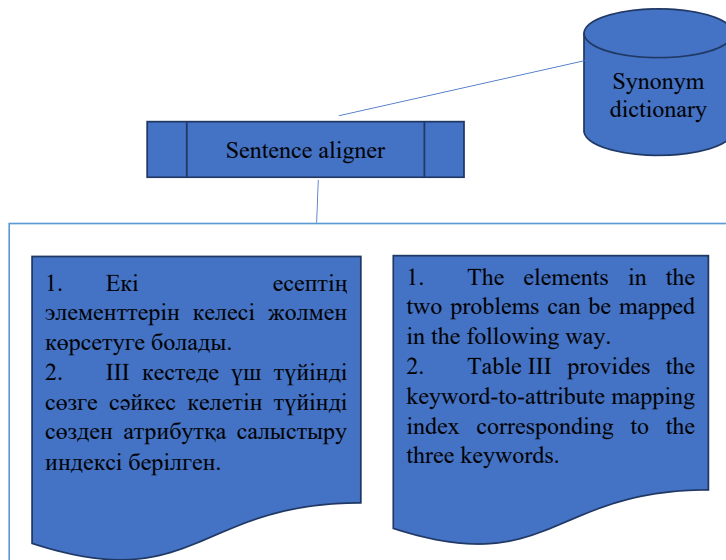 Synonym
dictionary
Sentence aligner
1. Екі есептің
элементтерін келесі жолмен
көрсетуге болады.
2. III кестеде үш түйінді
сөзге сәйкес келетін түйінді
сөзден атрибутқа салыстыру
индексі берілген.
1. The elements in the
two problems can be mapped
in the following way.
2. Table III provides the
keyword-to-attribute mapping
index corresponding to the
three keywords.